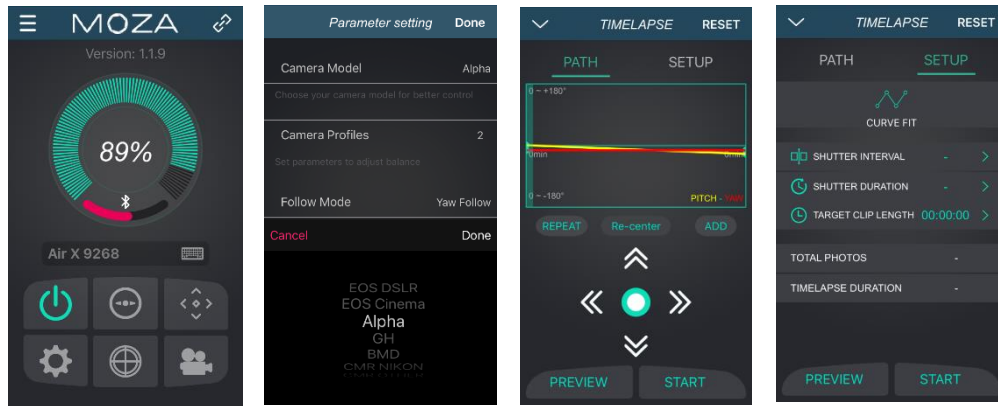 MOZA
Version: 1.1.9
89%
Air X 9268
Parameter setting Done
Camera Model Alpha
Choose your camera model for better control
Camera Profiles 2
Set parameters to adjust balance
Follow Mode Yaw Follow
Cancel Done
EOS DSLR
EOS Cinema
Alpha
GH
BMD
CMR NIKON
TIMELAPSE RESET
PATH SETUP
0 ~ +180°
0min 0min
0 ~ -180° PITCH - YAW
REPEAT Re-center ADD
PREVIEW START
TIMELAPSE RESET
PATH SETUP
CURVE FIT
SHUTTER INTERVAL -
SHUTTER DURATION -
TARGET CLIP LENGTH 00:00:00
TOTAL PHOTOS -
TIMELAPSE DURATION -
PREVIEW START